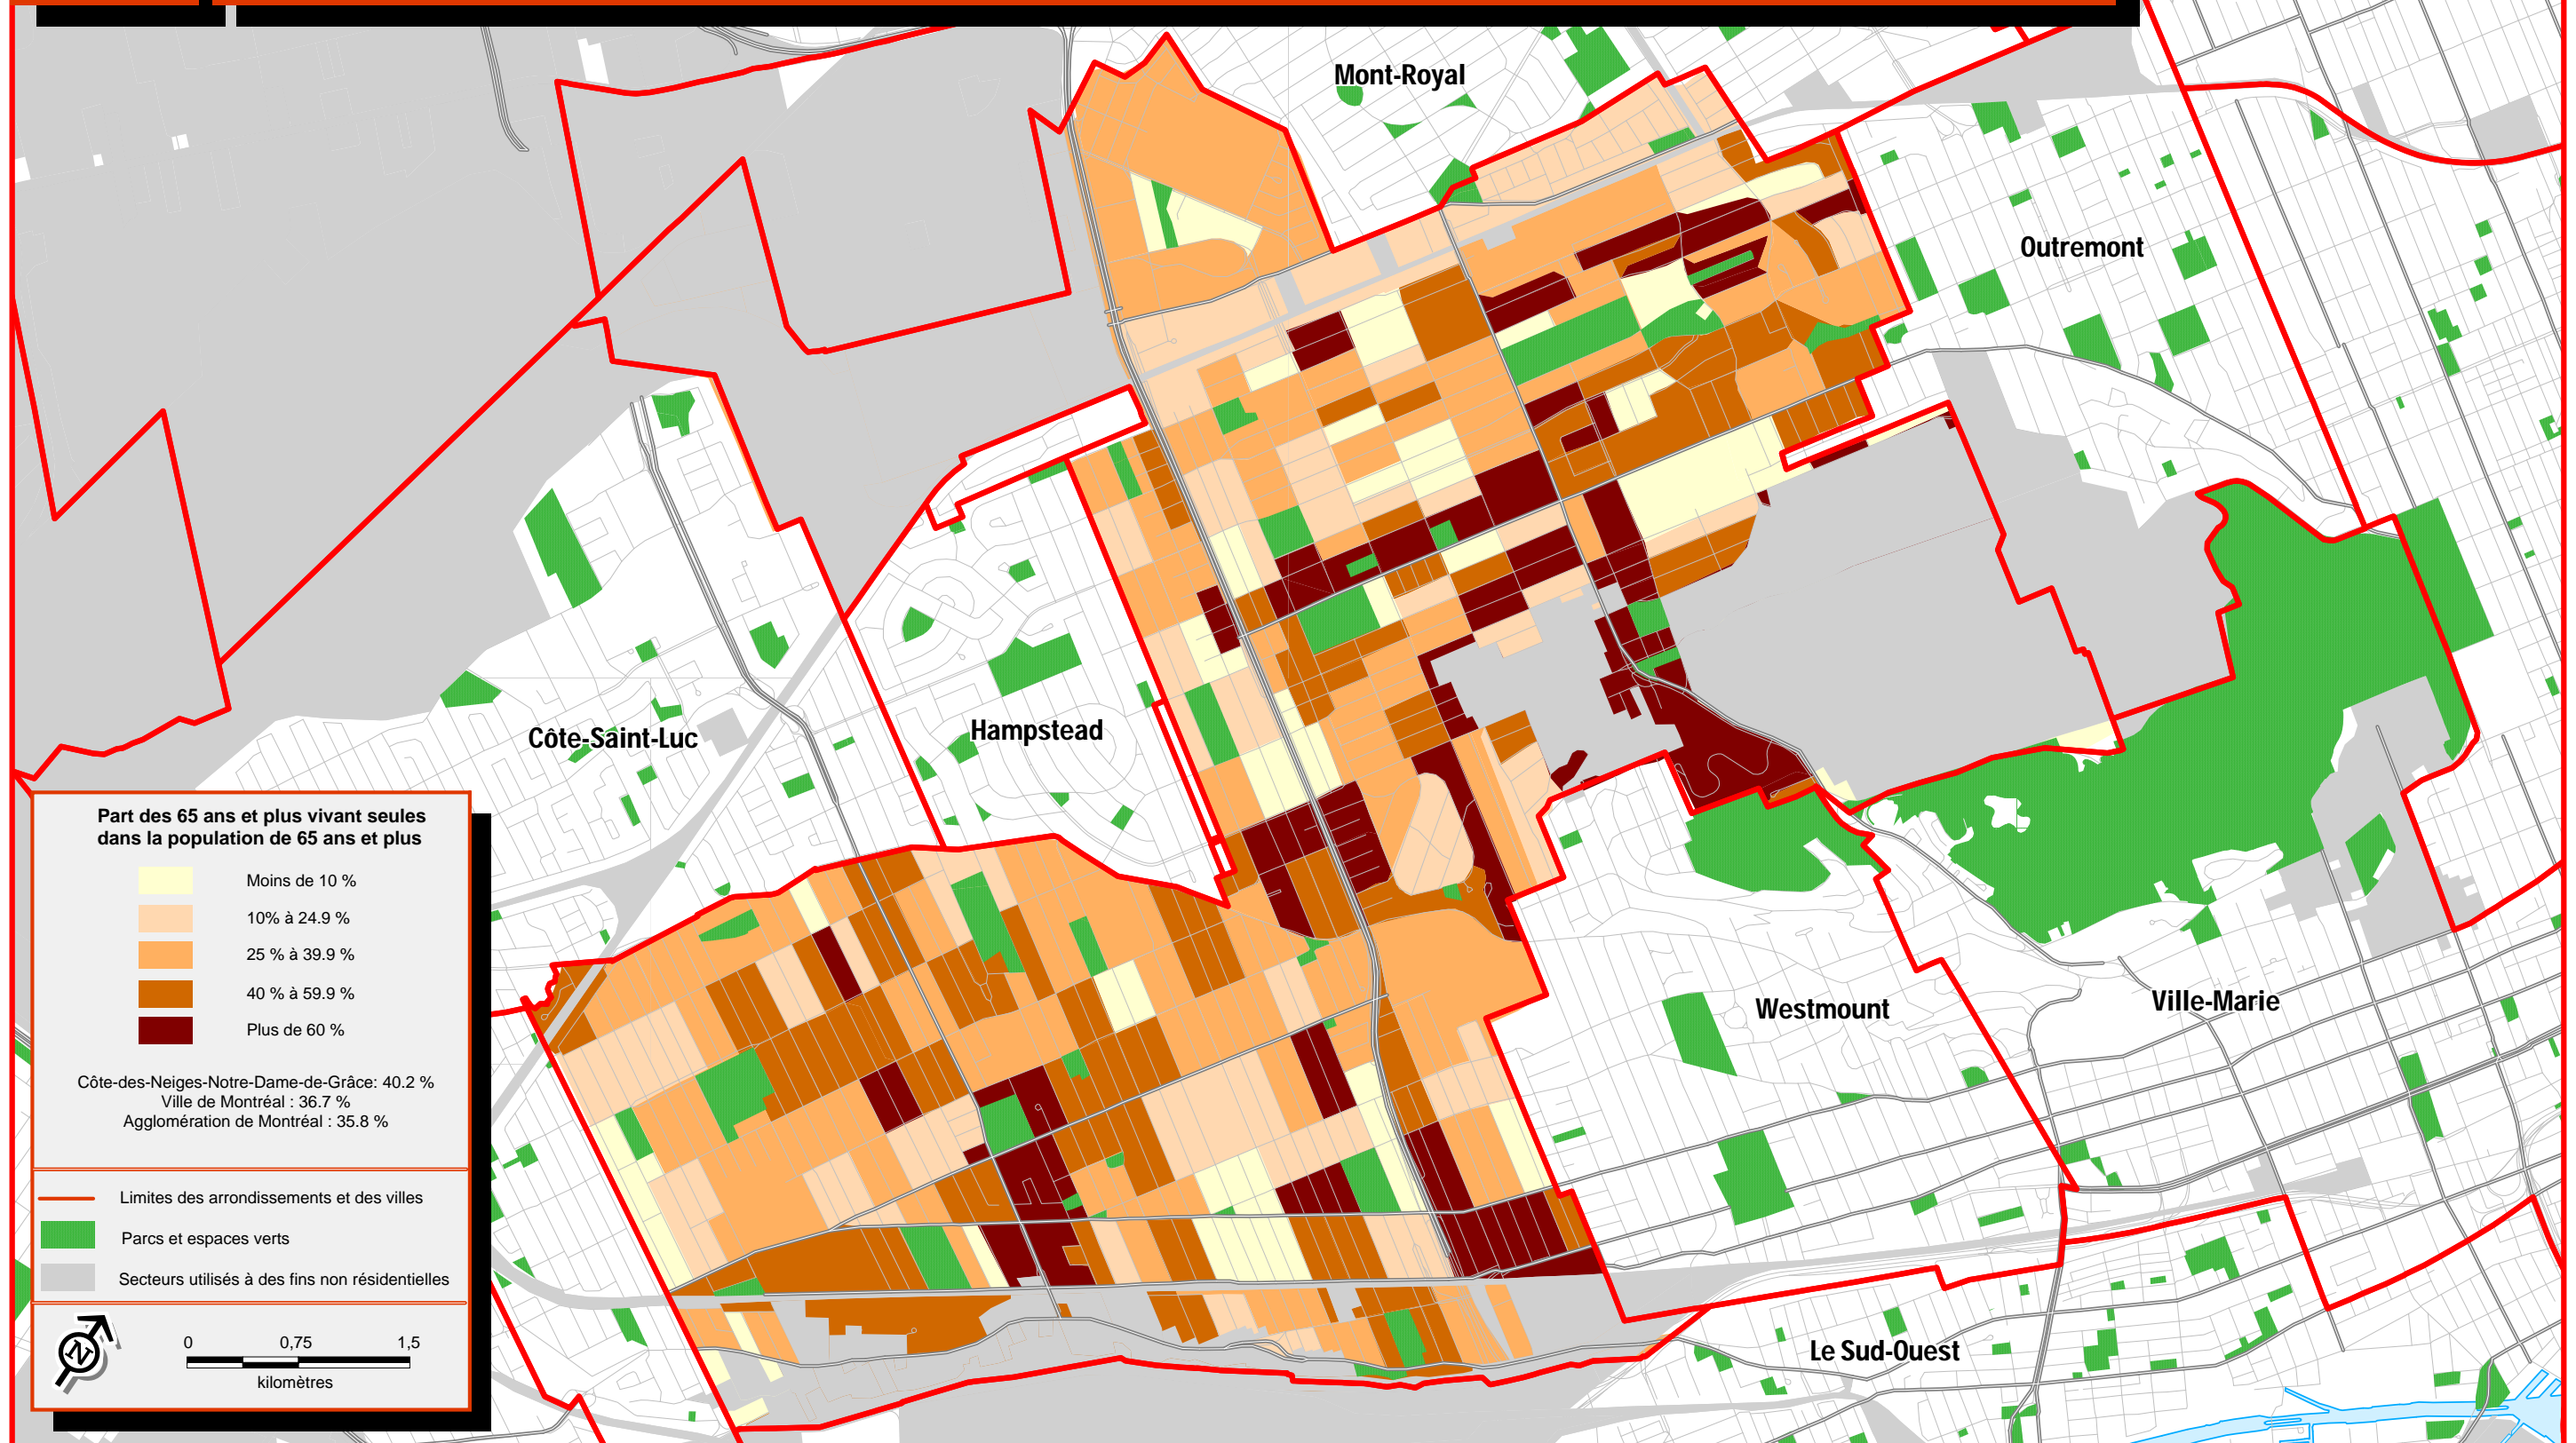 Mont-Royal
Outremont
Côte-Saint-Luc
Hampstead
Westmount
Ville-Marie
Le Sud-Ouest
Part des 65 ans et plus vivant seules
dans la population de 65 ans et plus
Moins de 10 %
10% à 24.9 %
25 % à 39.9 %
40 % à 59.9 %
Plus de 60 %
Côte-des-Neiges-Notre-Dame-de-Grâce: 40.2 %
Ville de Montréal : 36.7 %
Agglomération de Montréal : 35.8 %
Limites des arrondissements et des villes
Parcs et espaces verts
Secteurs utilisés à des fins non résidentielles
N
0 0,75 1,5
kilomètres